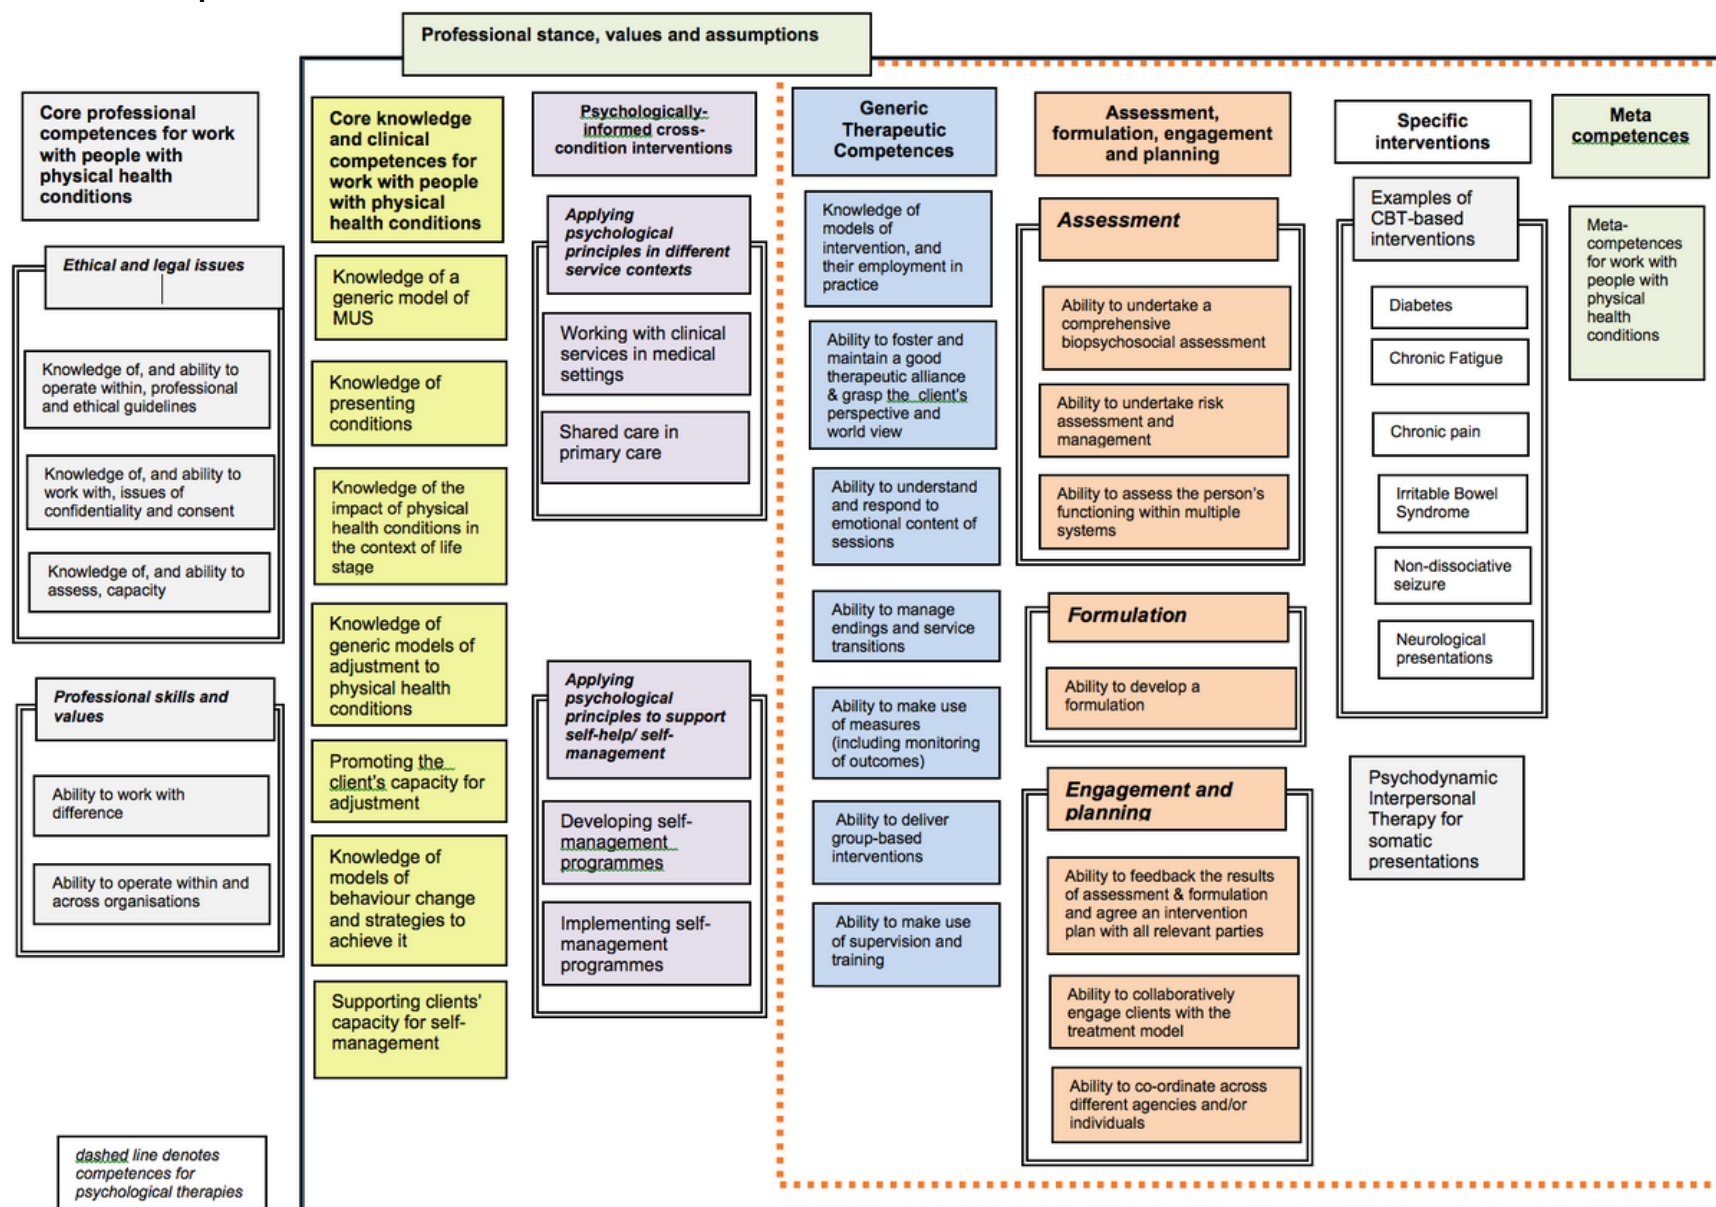 Professional stance, values and assumptions
Core professional
competences for work
with people with
physical health
conditions
Ethical and legal issues
Knowledge of, and ability to
operate within, professional
and ethical guidelines
Knowledge of, and ability to
work with, issues of
confidentiality and consent
Knowledge of, and ability to
assess, capacity
Professional skills and
values
Ability to work with
difference
Ability to operate within and
across organisations
dashed line denotes
competences for
psychological therapies
Core knowledge
and clinical
competences for
work with people
with physical
health conditions
Knowledge of a
generic model of
MUS
Knowledge of
presenting
conditions
Knowledge of the
impact of physical
health conditions in
the context of life
stage
Knowledge of
generic models of
adjustment to
physical health
conditions
Promoting the
client's capacity for
adjustment
Knowledge of
models of
behaviour change
and strategies to
achieve it
Supporting clients'
capacity for self-
management
Psychologically-
informed cross-
condition interventions
Applying
psychological
principles in different
service contexts
Working with clinical
services in medical
settings
Shared care in
primary care
Applying
psychological
principles to support
self-help/ self-
management
Developing self-
management
programmes
Implementing self-
management
programmes
Generic
Therapeutic
Competences
Knowledge of
models of
intervention, and
their employment in
practice
Ability to foster and
maintain a good
therapeutic alliance
& grasp the client's
perspective and
world view
Ability to understand
and respond to
emotional content of
sessions
Ability to manage
endings and service
transitions
Ability to make use
of measures
(including monitoring
of outcomes)
Ability to deliver
group-based
interventions
Ability to make use
of supervision and
training
Assessment,
formulation, engagement
and planning
Assessment
Ability to undertake a
comprehensive
biopsychosocial assessment
Ability to undertake risk
assessment and
management
Ability to assess the person's
functioning within multiple
systems
Formulation
Ability to develop a
formulation
Engagement and
planning
Ability to feedback the results
of assessment & formulation
and agree an intervention
plan with all relevant parties
Ability to collaboratively
engage clients with the
treatment model
Ability to co-ordinate across
different agencies and/or
individuals
Specific
interventions
Examples of
CBT-based
interventions
Diabetes
Chronic Fatigue
Chronic pain
Irritable Bowel
Syndrome
Non-dissociative
seizure
Neurological
presentations
Psychodynamic
Interpersonal
Therapy for
somatic
presentations
Meta
competences
Meta-
competences
for work with
people with
physical
health
conditions